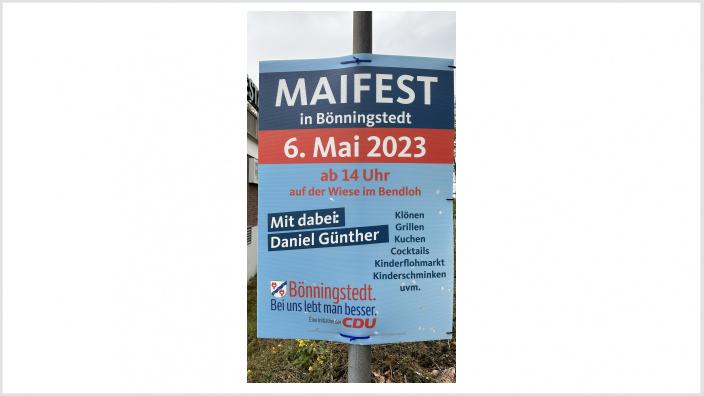 MAIFEST
in Bönningstedt
6. Mai 2023
ab 14 Uhr
auf der Wiese im Bendloh
Mit dabei:
Daniel Günther
Klönen
Grillen
Kuchen
Cocktails
Kinderflohmarkt
Kinderschminken
uvm.
Bönningstedt.
Bei uns lebt man besser.
Eine Initiative der CDU